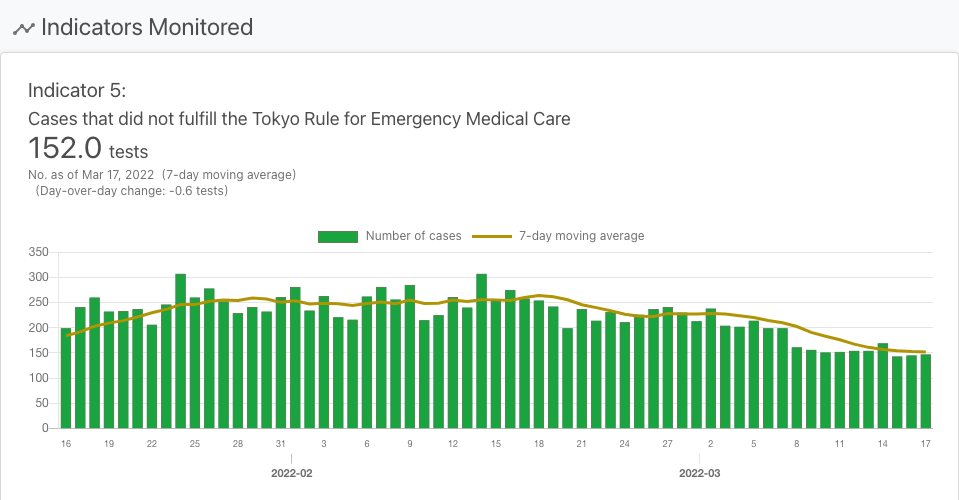 Indicators Monitored
Indicator 5:
Cases that did not fulfill the Tokyo Rule for Emergency Medical Care
152.0 tests
No. as of Mar 17, 2022 (7-day moving average)
(Day-over-day change: -0.6 tests)
Number of cases 7-day moving average
350
300
250
200
150
100
50
0
16 19 22 25 28 31 3 6 9 12 15 18 21 24 27 2 5 8 11 14 17
2022-02 2022-03